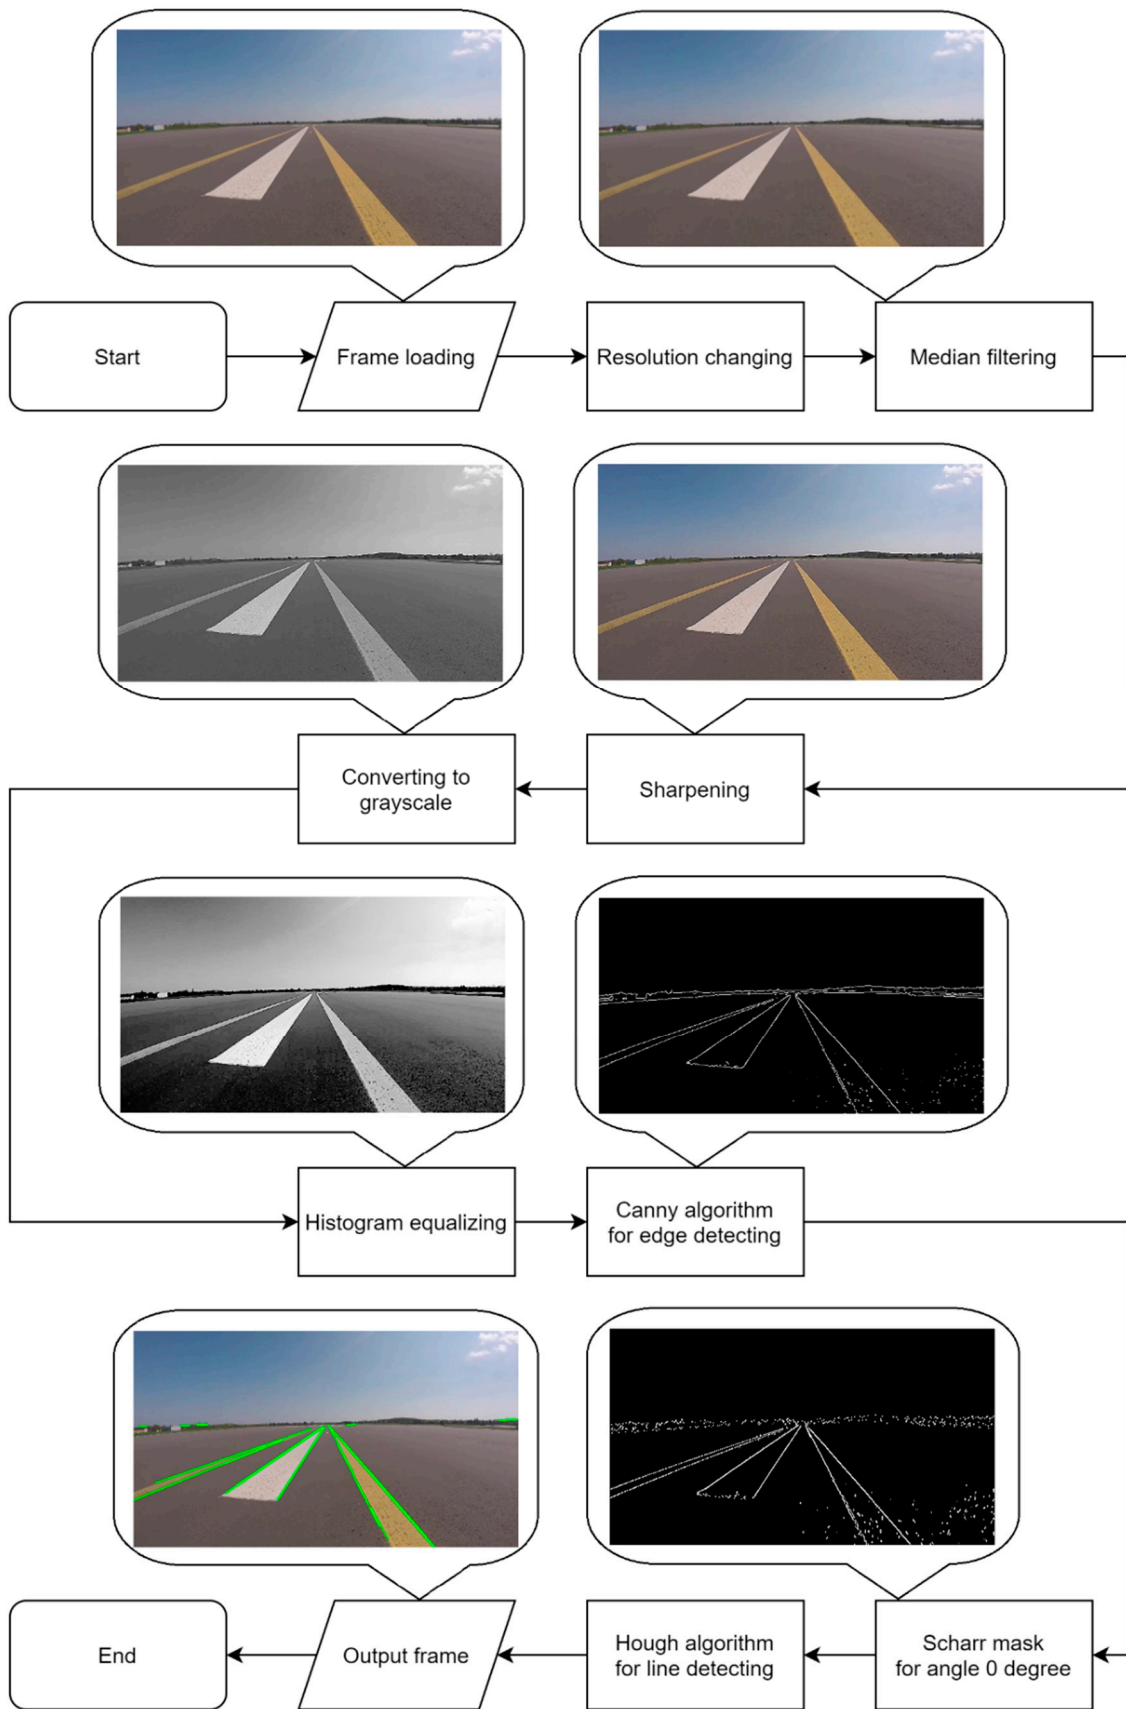 Start
Frame loading
Resolution changing
Median filtering
Converting to
grayscale
Sharpening
Histogram equalizing
Canny algorithm
for edge detecting
End
Output frame
Hough algorithm
for line detecting
Scharr mask
for angle 0 degree